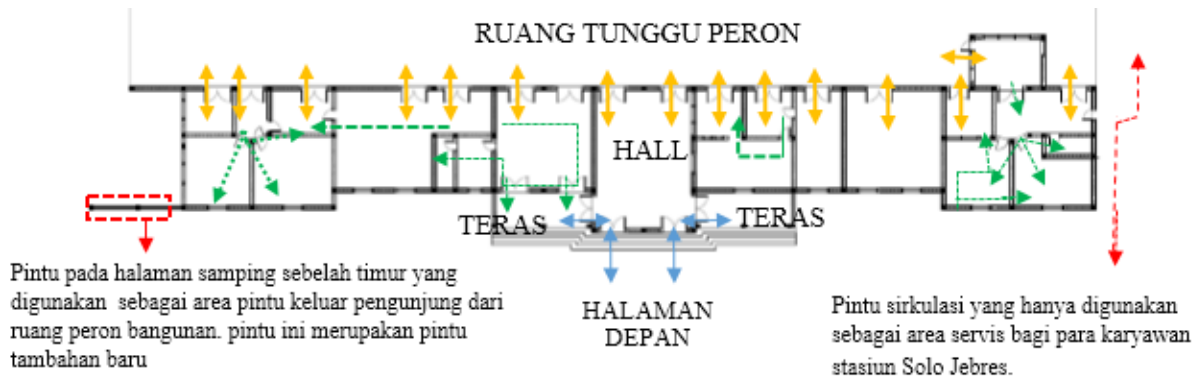 RUANG TUNGGU PERON
HALL
TERAS
TERAS
Pintu pada halaman samping sebelah timur yang
digunakan sebagai area pintu keluar pengunjung dari
ruang peron bangunan. pintu ini merupakan pintu
tambahan baru
HALAMAN
DEPAN
Pintu sirkulasi yang hanya digunakan
sebagai area servis bagi para karyawan
stasiun Solo Jebres.